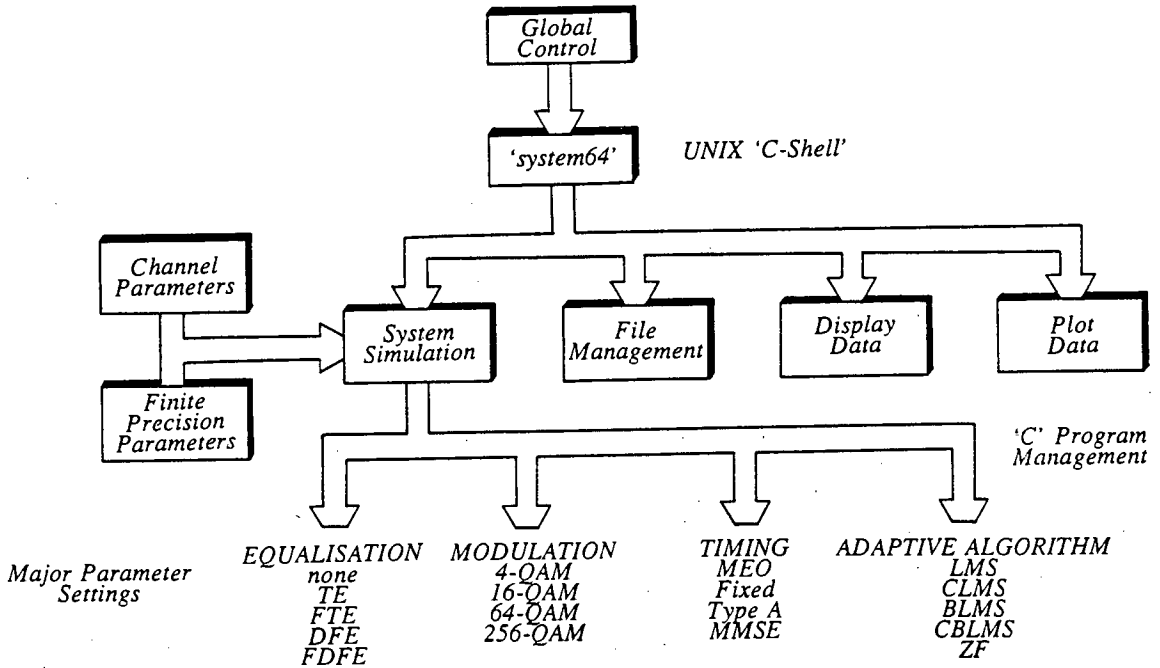 Global
Control
'system64'
UNIX 'C-Shell'
Channel
Parameters
System
Simulation
File
Management
Display
Data
Plot
Data
Finite
Precision
Parameters
'C' Program
Management
Major Parameter
Settings
EQUALISATION
none
TE
FTE
DFE
FDFE
MODULATION
4-QAM
16-QAM
64-QAM
256-QAM
TIMING
MEO
Fixed
Type A
MMSE
ADAPTIVE ALGORITHM
LMS
CLMS
BLMS
CBLMS
ZF